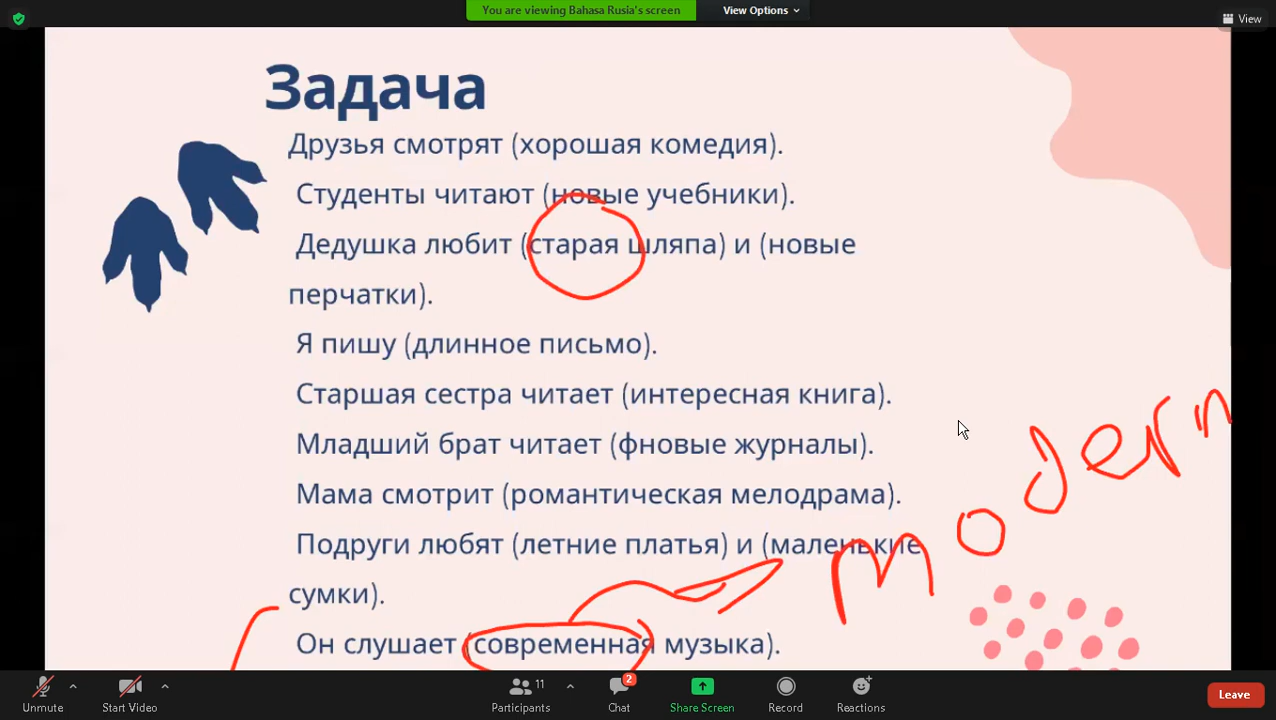 You are viewing Bahasa Rusia's screen
View Options
View
Задача
Друзья смотрят (хорошая комедия).
Студенты читают (новые учебники).
Дедушка любит (старая шляпа) и (новые
перчатки).
Я пишу (длинное письмо).
Старшая сестра читает (интересная книга).
Младший брат читает (фновые журналы).
Мама смотрит (романтическая мелодрама).
Подруги любят (летние платья) и (маленькие
сумки).
Он слушает (современная музыка).
modern
Unmute
Start Video
11
Participants
2
Chat
Share Screen
Record
Reactions
Leave